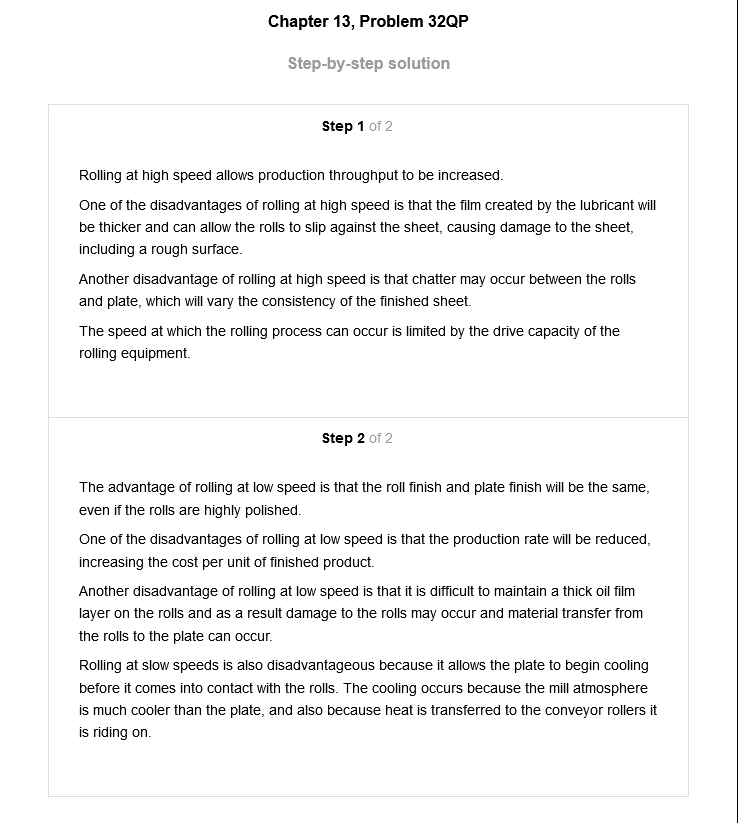 Chapter 13, Problem 32QP
Step-by-step solution
Step 1 of 2
Rolling at high speed allows production throughput to be increased.
One of the disadvantages of rolling at high speed is that the film created by the lubricant will
be thicker and can allow the rolls to slip against the sheet, causing damage to the sheet,
including a rough surface.
Another disadvantage of rolling at high speed is that chatter may occur between the rolls
and plate, which will vary the consistency of the finished sheet.
The speed at which the rolling process can occur is limited by the drive capacity of the
rolling equipment.
Step 2 of 2
The advantage of rolling at low speed is that the roll finish and plate finish will be the same,
even if the rolls are highly polished.
One of the disadvantages of rolling at low speed is that the production rate will be reduced,
increasing the cost per unit of finished product.
Another disadvantage of rolling at low speed is that it is difficult to maintain a thick oil film
layer on the rolls and as a result damage to the rolls may occur and material transfer from
the rolls to the plate can occur.
Rolling at slow speeds is also disadvantageous because it allows the plate to begin cooling
before it comes into contact with the rolls. The cooling occurs because the mill atmosphere
is much cooler than the plate, and also because heat is transferred to the conveyor rollers it
is riding on.